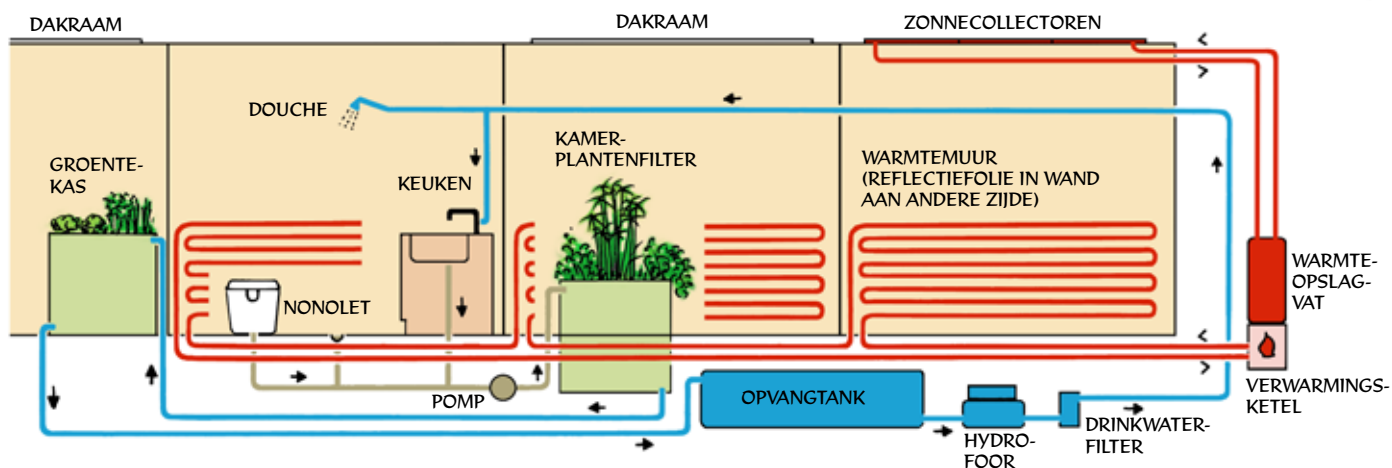 DAKRAAM
DAKRAAM
ZONNECOLLECTOREN
DOUCHE
GROENTE-
KAS
KEUKEN
KAMER-
PLANTENFILTER
WARMTEMUUR
(REFLECTIEFOLIE IN WAND
AAN ANDERE ZIJDE)
NONOLET
WARMTE-
OPSLAG-
VAT
POMP
OPVANGTANK
HYDRO-
FOOR
DRINKWATER-
FILTER
VERWARMINGS-
KETEL